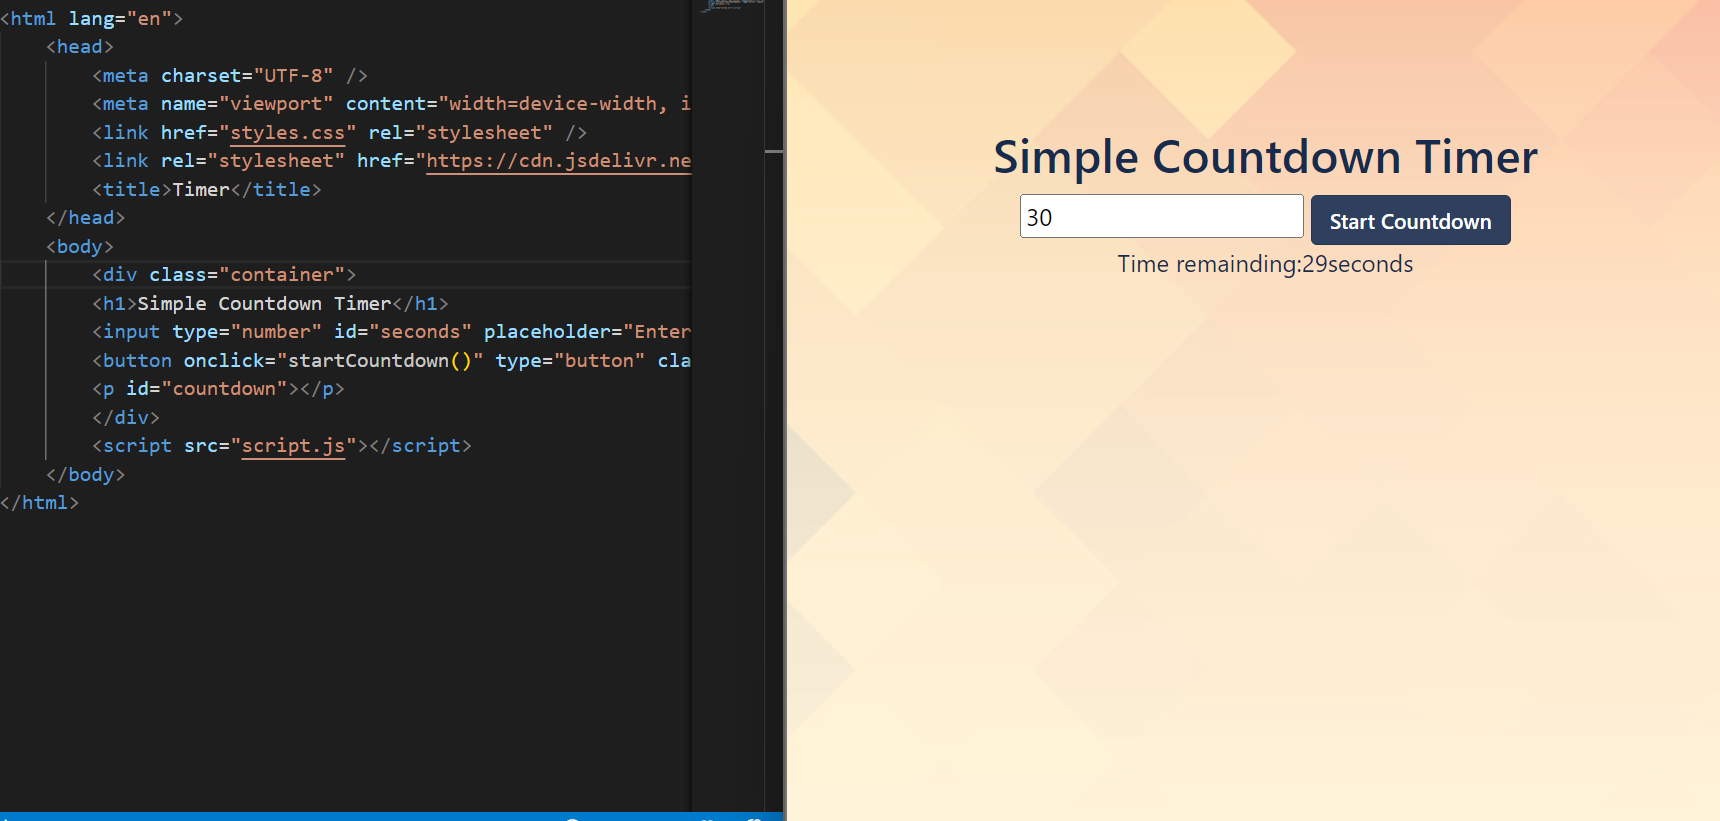 <html lang="en">
<head>
<meta charset="UTF-8" />
<meta name="viewport" content="width=device-width, i
<link href="styles.css" rel="stylesheet" />
<link rel="stylesheet" href="https://cdn.jsdelivr.ne
<title>Timer</title>
</head>
<body>
<div class="container">
<h1>Simple Countdown Timer</h1>
<input type="number" id="seconds" placeholder="Enter
<button onclick="startCountdown()" type="button" cla
<p id="countdown"></p>
</div>
<script src="script.js"></script>
</body>
</html>
Simple Countdown Timer
30
Start Countdown
Time remainding:29seconds